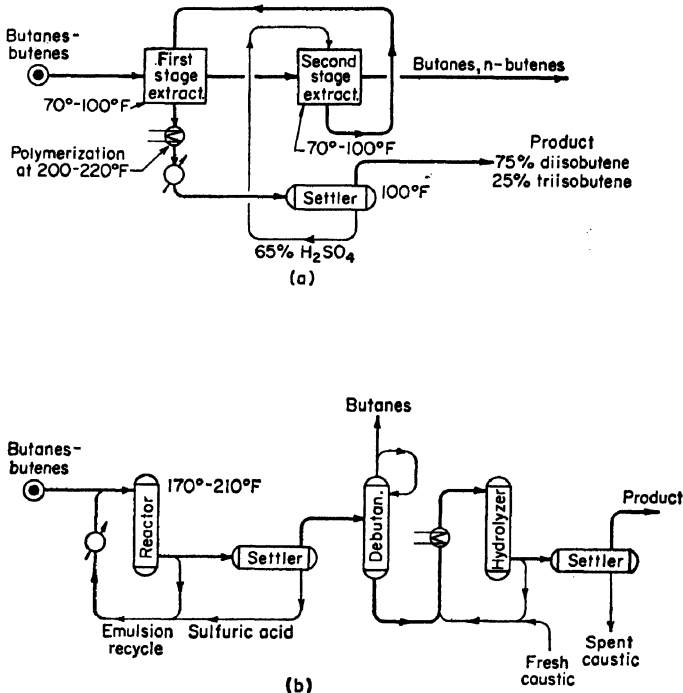 Butanes-
butenes
First
stage
extract.
Second
stage
extract.
Butanes, n-butenes
70°-100°F
70°-100°F
Polymerization
at 200-220°F
Product
75% diisobutene
25% triisobutene
Settler
100°F
65% H₂SO₄
(a)
Butanes
Butanes-
butenes
170°-210°F
Reactor
Settler
Debutan.
Hydrolyzer
Product
Settler
Emulsion
recycle
Sulfuric acid
Fresh
caustic
Spent
caustic
(b)